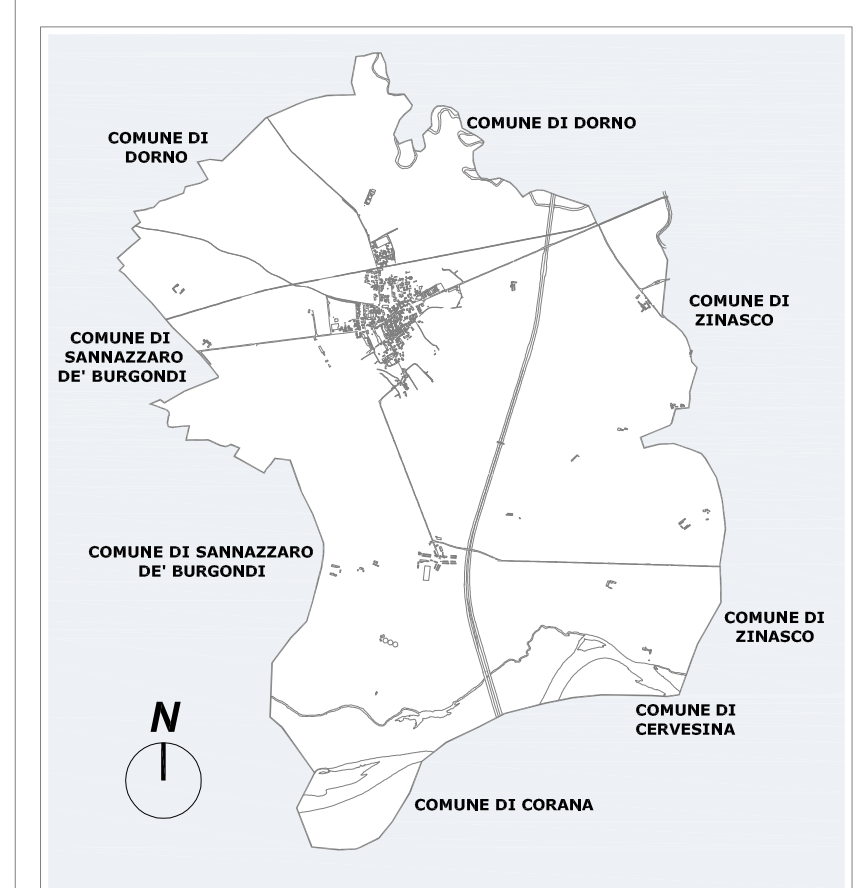 COMUNE DI DORNO
COMUNE DI
DORNO
COMUNE DI
ZINASCO
COMUNE DI
SANNAZZARO
DE' BURGONDI
COMUNE DI SANNAZZARO
DE' BURGONDI
COMUNE DI
ZINASCO
N
COMUNE DI
CERVESINA
COMUNE DI CORANA